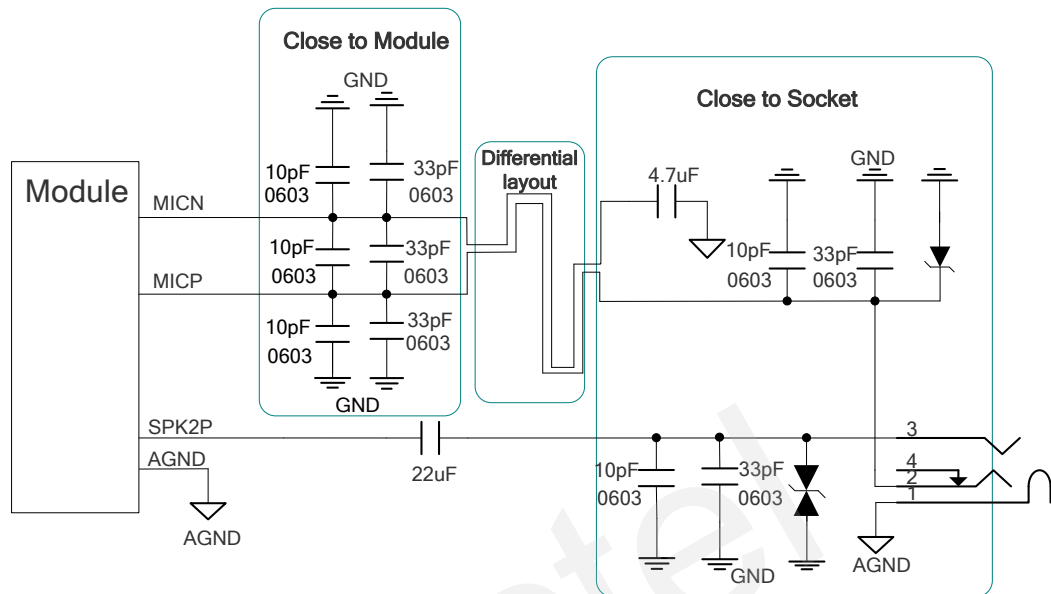 Close to Module
GND
10pF
0603
33pF
0603
10pF
0603
33pF
0603
10pF
0603
33pF
0603
GND
Module
MICN
MICP
SPK2P
AGND
AGND
22uF
Differential
layout
Close to Socket
4.7uF
GND
10pF
0603
33pF
0603
10pF
0603
33pF
0603
GND
3
4
2
1
AGND